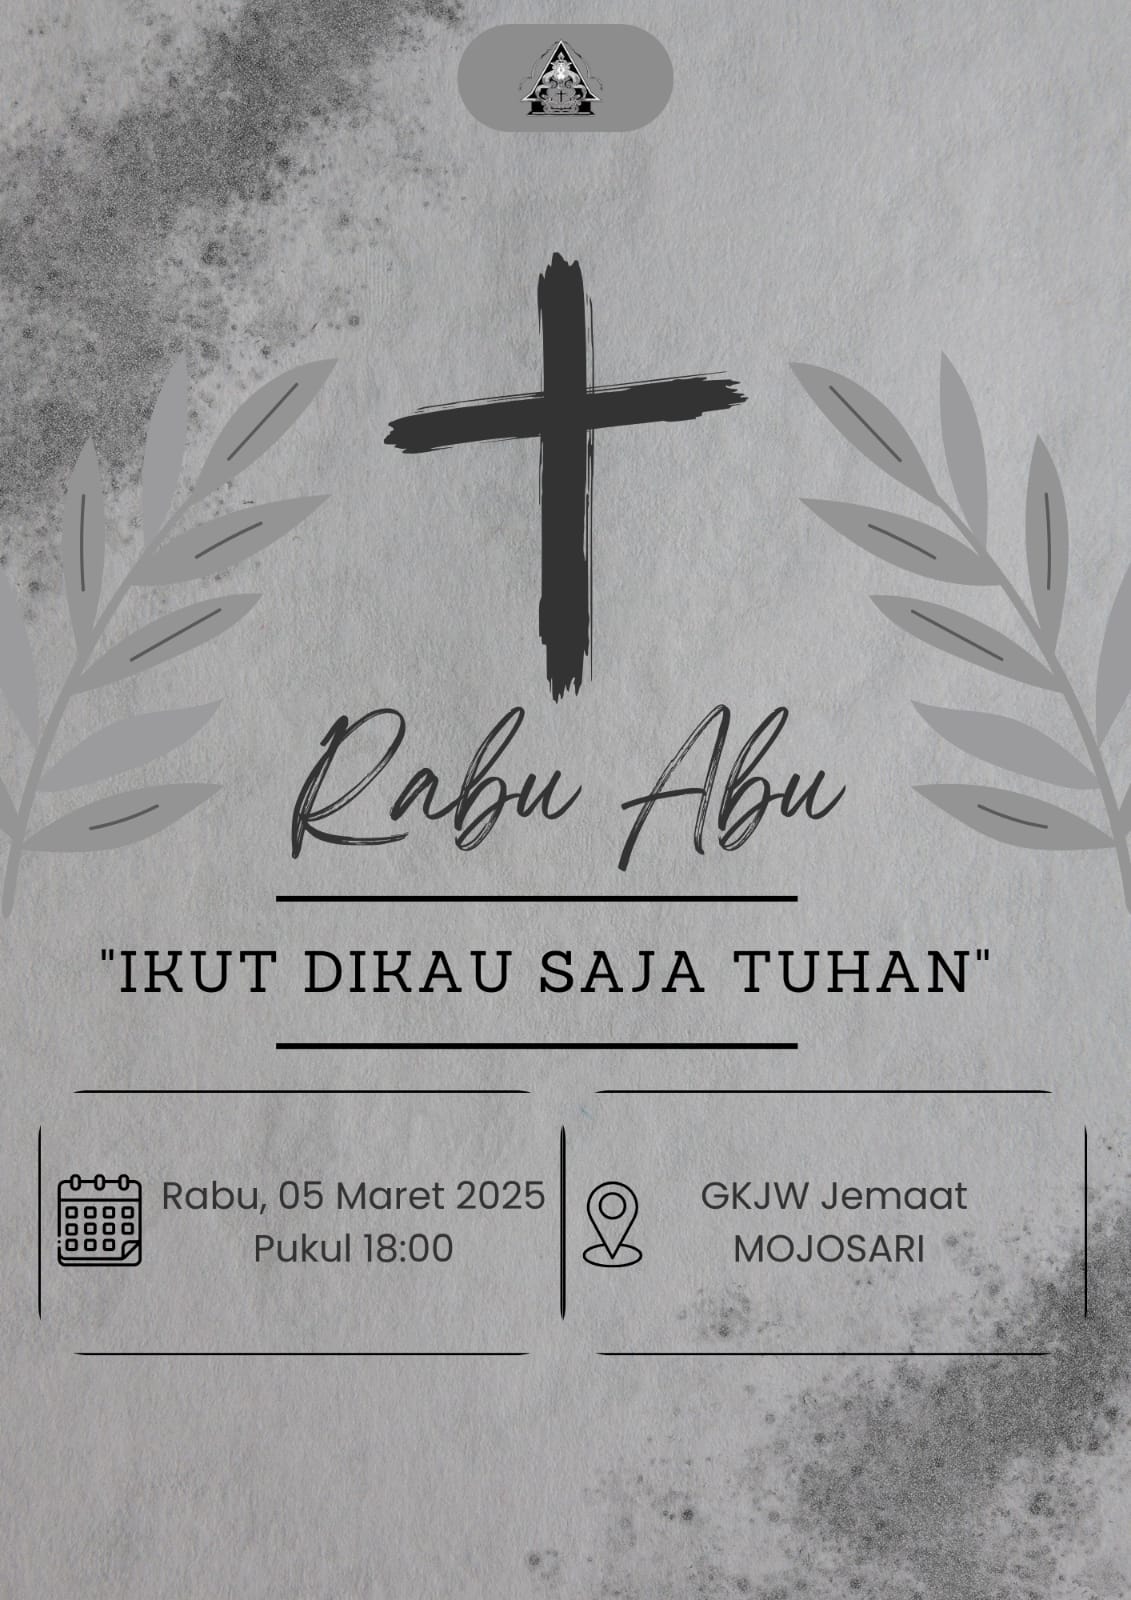 Rabu Abu
"IKUT DIKAU SAJA TUHAN"
Rabu, 05 Maret 2025
Pukul 18:00
GKJW Jemaat
MOJOSARI